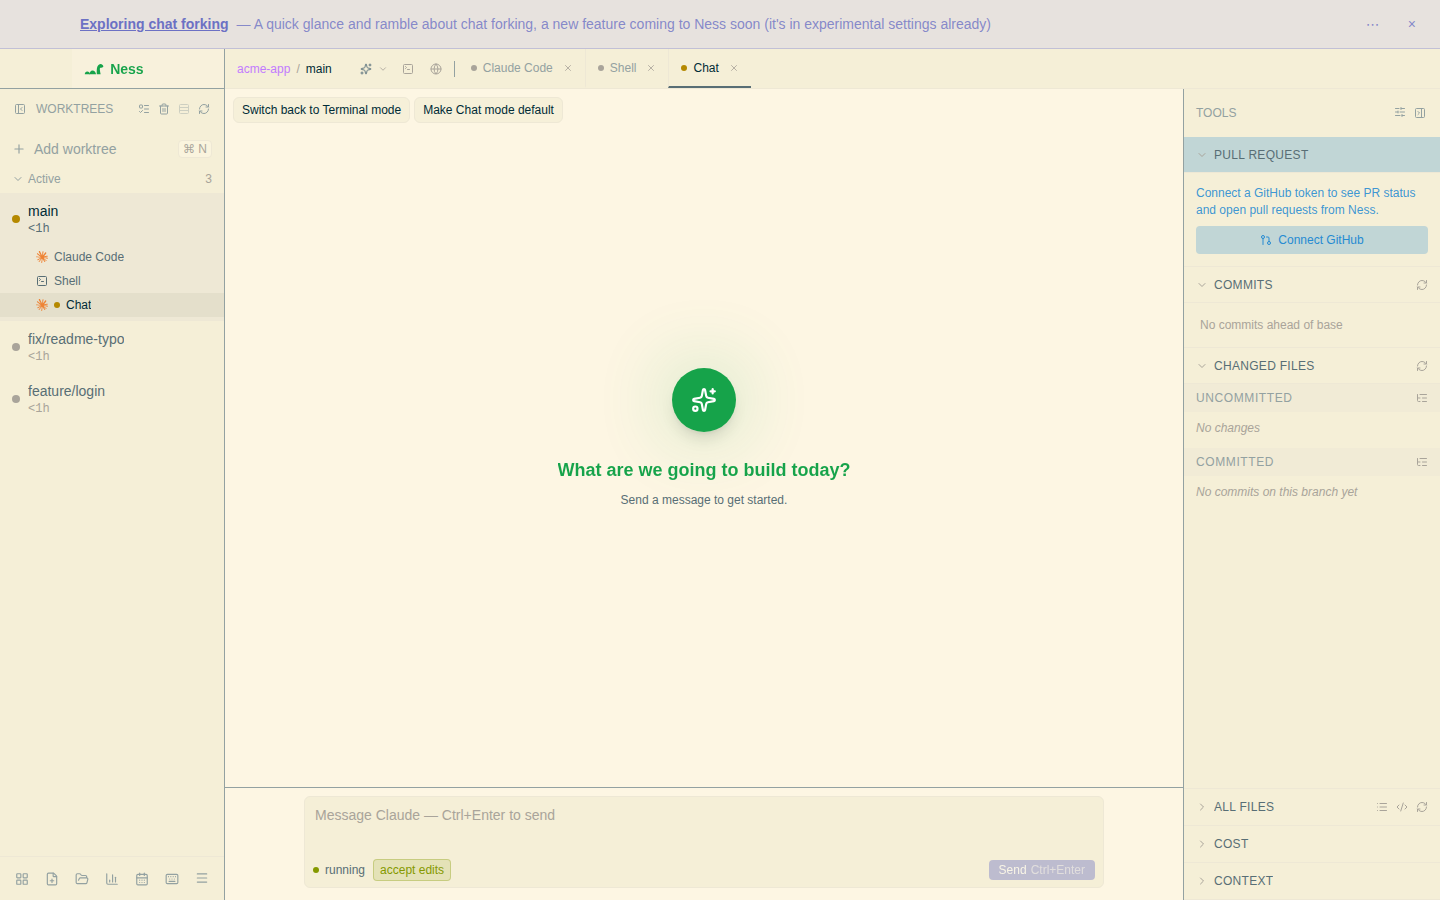 Exploring chat forking — A quick glance and ramble about chat forking, a new feature coming to Ness soon (it's in experimental settings already)
Ness
acme-app / main
Claude Code
Shell
Chat
WORKTREES
Add worktree ⌘ N
Active 3
main
<1h
Claude Code
Shell
Chat
fix/readme-typo
<1h
feature/login
<1h
Switch back to Terminal mode
Make Chat mode default
What are we going to build today?
Send a message to get started.
Message Claude — Ctrl+Enter to send
running
accept edits
Send Ctrl+Enter
TOOLS
PULL REQUEST
Connect a GitHub token to see PR status
and open pull requests from Ness.
Connect GitHub
COMMITS
No commits ahead of base
CHANGED FILES
UNCOMMITTED
No changes
COMMITTED
No commits on this branch yet
ALL FILES
COST
CONTEXT